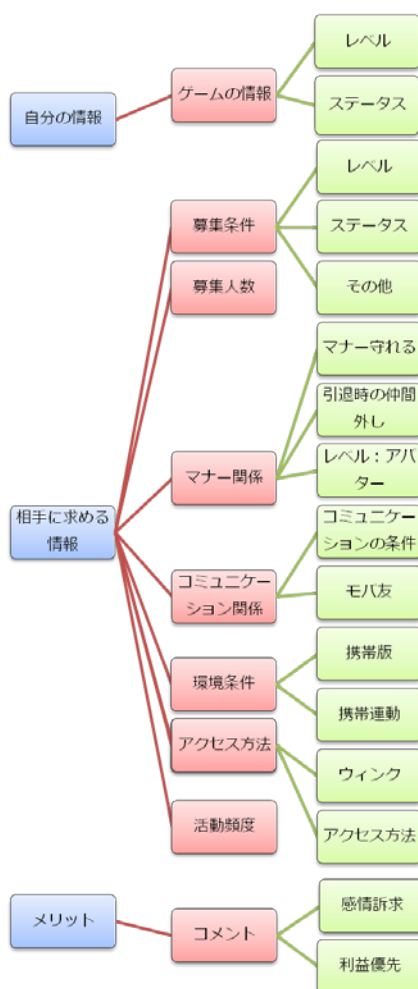 自分の情報
ゲームの情報
レベル
ステータス
相手に求める
情報
募集条件
レベル
ステータス
その他
募集人数
マナー関係
マナー守れる
引退時の仲間
外し
レベル：アバ
ター
コミュニケー
ション関係
コミュニケー
ションの条件
モバ友
環境条件
携帯版
携帯連動
アクセス方法
ウィンク
アクセス方法
活動頻度
メリット
コメント
感情訴求
利益優先